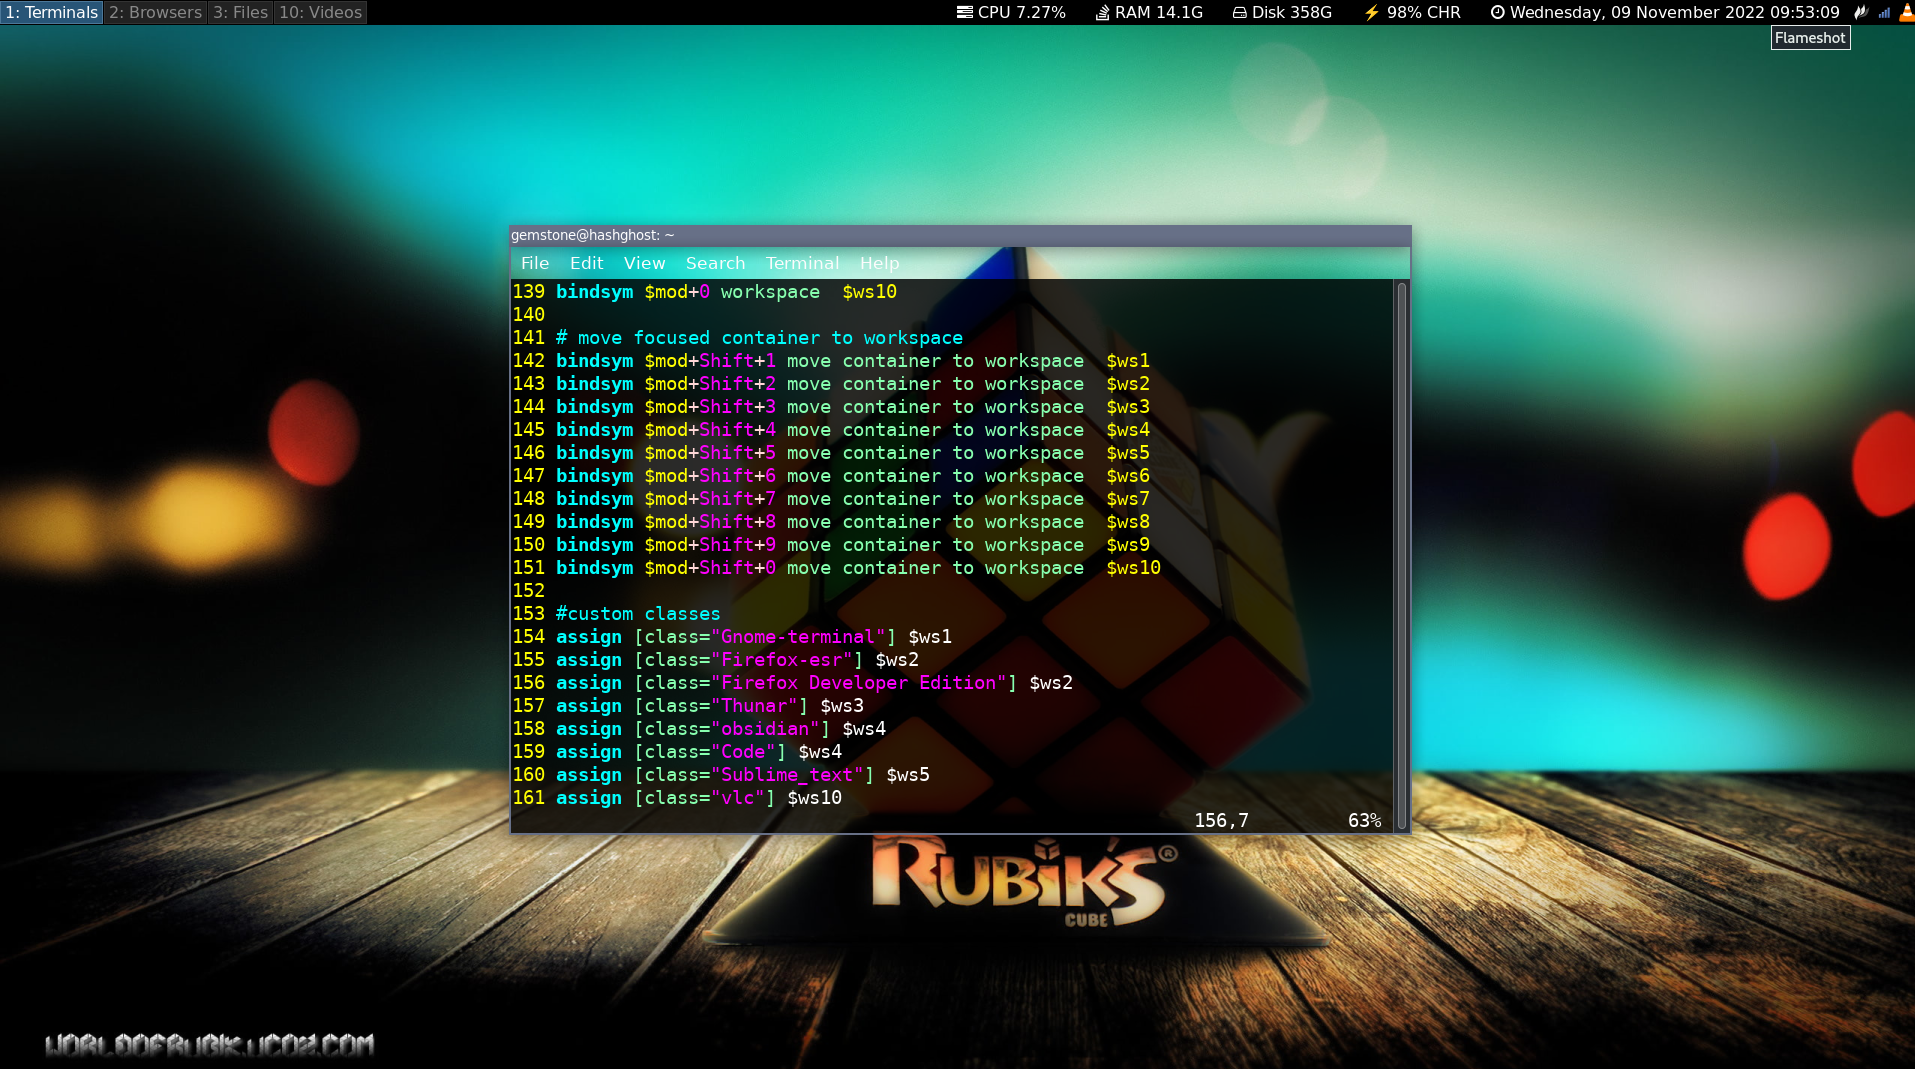 1: Terminals 2: Browsers 3: Files 10: Videos CPU 7.27% RAM 14.1G Disk 358G ⚡ 98% CHR Wednesday, 09 November 2022 09:53:09
Flameshot
gemstone@hashghost: ~
File Edit View Search Terminal Help
139 bindsym $mod+0 workspace  $ws10
140
141 # move focused container to workspace
142 bindsym $mod+Shift+1 move container to workspace  $ws1
143 bindsym $mod+Shift+2 move container to workspace  $ws2
144 bindsym $mod+Shift+3 move container to workspace  $ws3
145 bindsym $mod+Shift+4 move container to workspace  $ws4
146 bindsym $mod+Shift+5 move container to workspace  $ws5
147 bindsym $mod+Shift+6 move container to workspace  $ws6
148 bindsym $mod+Shift+7 move container to workspace  $ws7
149 bindsym $mod+Shift+8 move container to workspace  $ws8
150 bindsym $mod+Shift+9 move container to workspace  $ws9
151 bindsym $mod+Shift+0 move container to workspace  $ws10
152
153 #custom classes
154 assign [class="Gnome-terminal"] $ws1
155 assign [class="Firefox-esr"] $ws2
156 assign [class="Firefox Developer Edition"] $ws2
157 assign [class="Thunar"] $ws3
158 assign [class="obsidian"] $ws4
159 assign [class="Code"] $ws4
160 assign [class="Sublime_text"] $ws5
161 assign [class="vlc"] $ws10
156,7 63%
RUBIK'S®
CUBE
WORLDOFRUBIK.UCOZ.COM